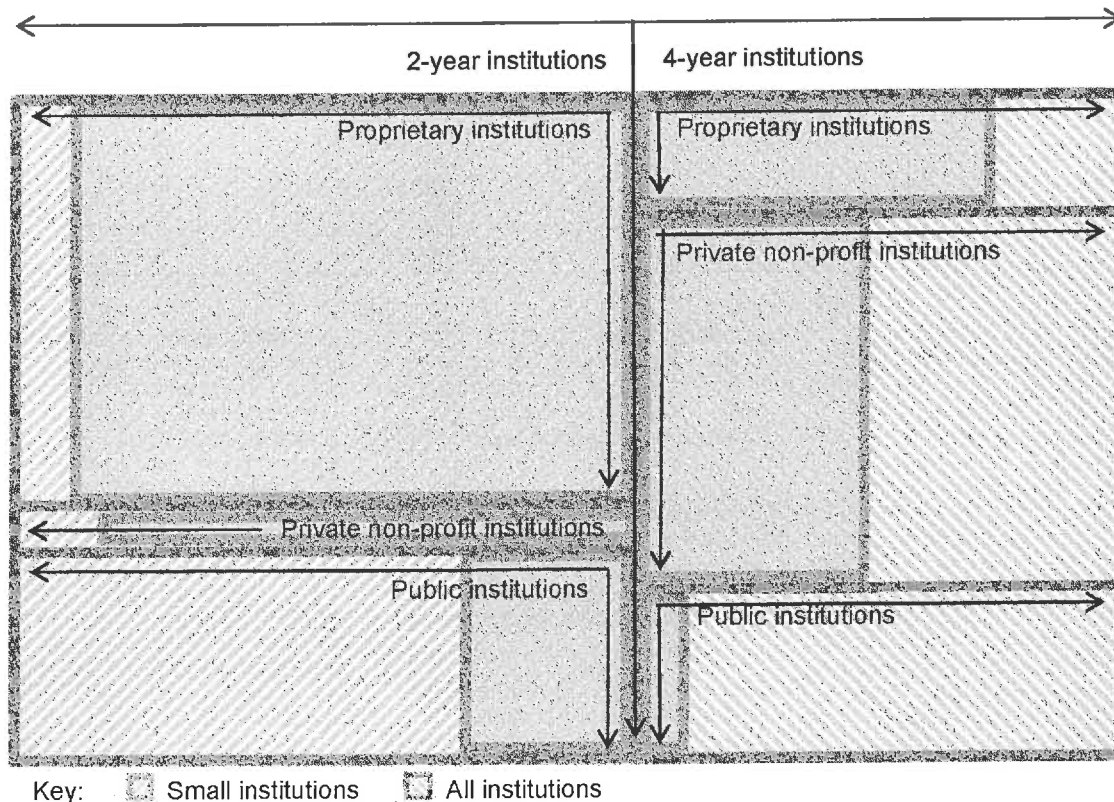 2-year institutions
4-year institutions
Proprietary institutions
Proprietary institutions
Private non-profit institutions
Private non-profit institutions
Public institutions
Public institutions
Key: Small institutions All institutions